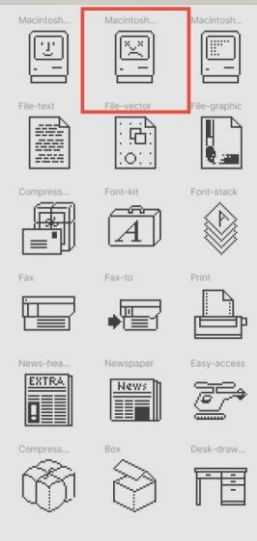 Macintosh... Macintosh... Macintosh...
File-text File-vector File-graphic
Compress... Font-kit Font-stack
A
Fax Fax-to Print
News-hea... Newspaper Easy-access
EXTRA News
Compress... Box Desk-draw...